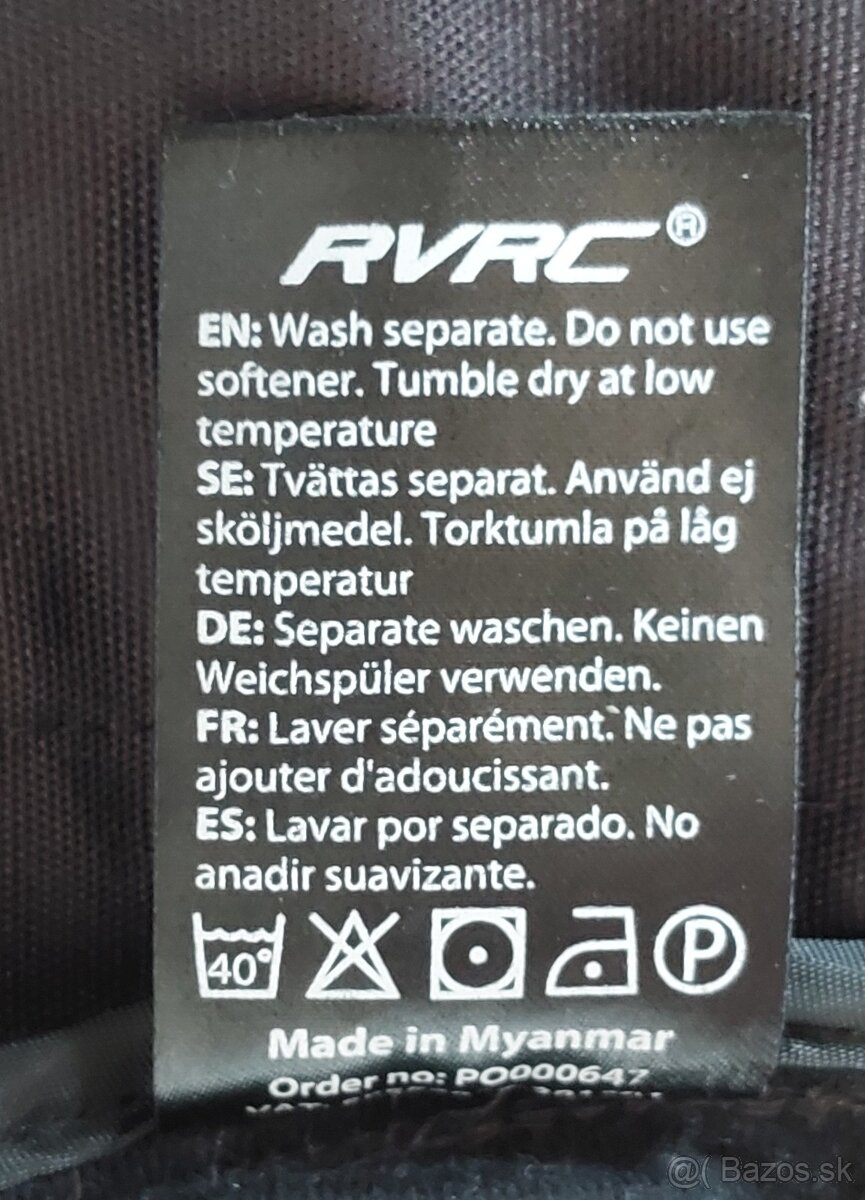 RVRC®
EN: Wash separate. Do not use
softener. Tumble dry at low
temperature
SE: Tvättas separat. Använd ej
sköljmedel. Torktumla på låg
temperatur
DE: Separate waschen. Keinen
Weichspüler verwenden.
FR: Laver séparément. Ne pas
ajouter d'adoucissant.
ES: Lavar por separado. No
anadir suavizante.
40° P
Made in Myanmar
Order no: PO000647
@( Bazos.sk